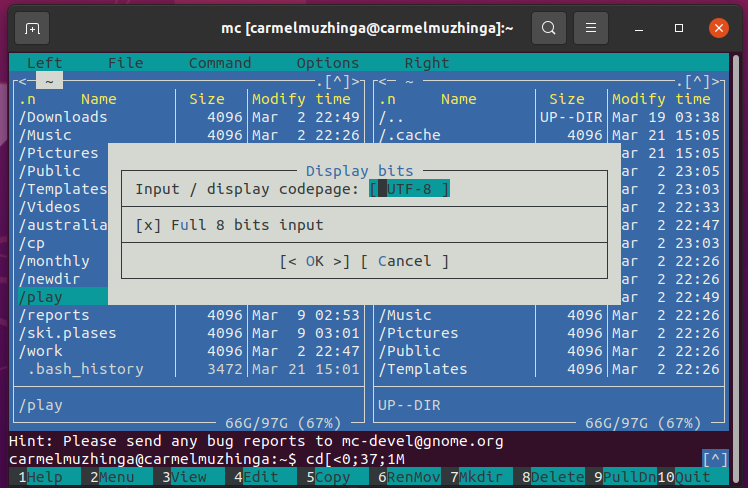 mc [carmelmuzhinga@carmelmuzhinga]:~
Left File Command Options Right
<─ ~ .[^]> <─ ~ .[^]>
.n Name Size Modify time .n Name Size Modify time
/Downloads 4096 Mar 2 22:49 /.. UP--DIR Mar 19 03:38
/Music 4096 Mar 2 22:26 /.cache 4096 Mar 21 15:05
/Pictures Mar 21 15:05
/Public Display bits Mar 2 23:05
/Templates Input / display codepage: [ UTF-8 ] Mar 2 23:03
/Videos Mar 2 22:33
/australia [x] Full 8 bits input Mar 2 22:47
/cp Mar 2 23:03
/monthly [< OK >] [ Cancel ] Mar 2 22:26
/newdir Mar 2 22:26
/play Mar 2 22:49
/reports 4096 Mar 9 02:53 /Music 4096 Mar 2 22:26
/ski.plases 4096 Mar 9 03:01 /Pictures 4096 Mar 2 22:26
/work 4096 Mar 2 22:47 /Public 4096 Mar 2 22:26
.bash_history 3472 Mar 21 15:01 /Templates 4096 Mar 2 22:26
/play UP--DIR
66G/97G (67%) 66G/97G (67%)
Hint: Please send any bug reports to mc-devel@gnome.org
carmelmuzhinga@carmelmuzhinga:~$ cd[<0;37;1M [^]
1Help 2Menu 3View 4Edit 5Copy 6RenMov 7Mkdir 8Delete 9PullDn 10Quit